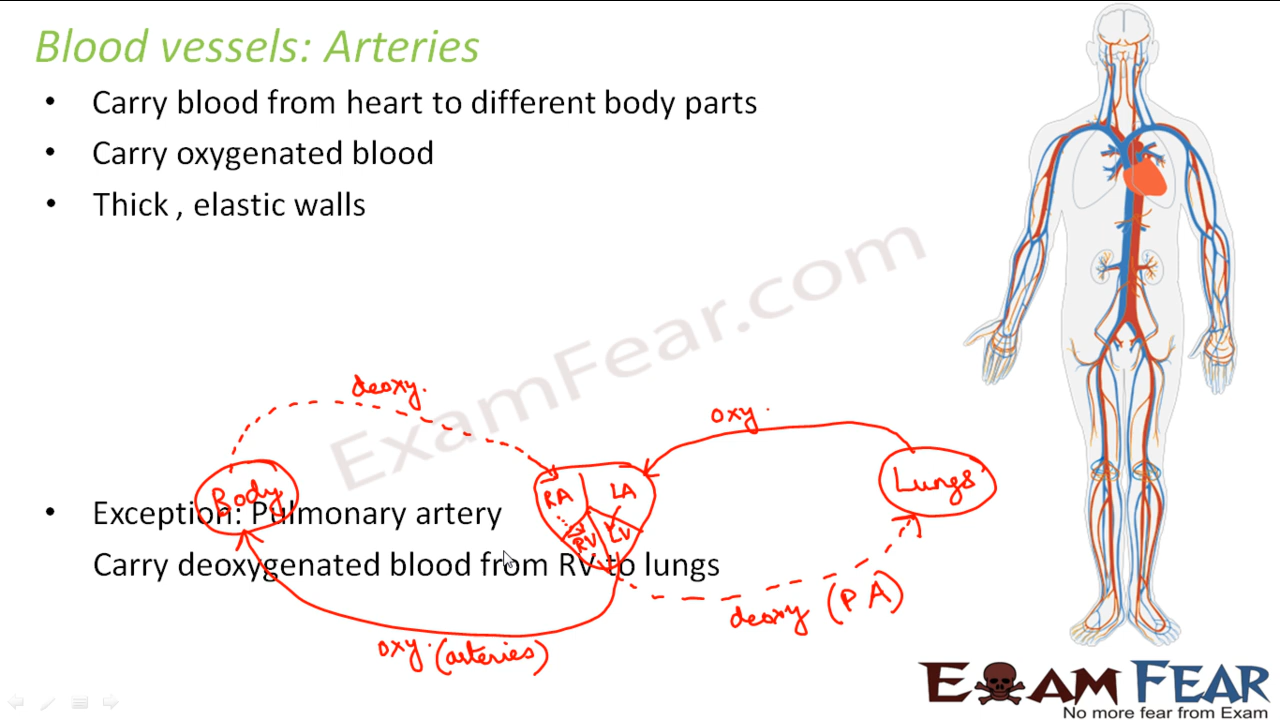 Blood vessels: Arteries
• Carry blood from heart to different body parts
• Carry oxygenated blood
• Thick , elastic walls
ExamFear.com
deoxy.
oxy.
Body
RA
LA
Lungs
RV
LV
• Exception: Pulmonary artery
Carry deoxygenated blood from RV to lungs
deoxy (PA)
oxy. (arteries)
EXAM FEAR
No more fear from Exam